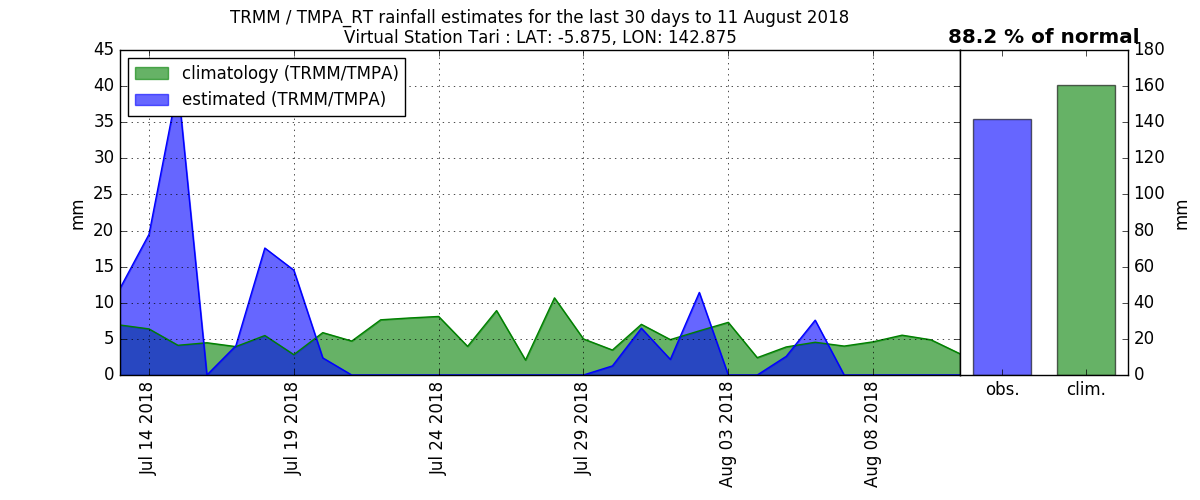 TRMM / TMPA_RT rainfall estimates for the last 30 days to 11 August 2018
Virtual Station Tari : LAT: -5.875, LON: 142.875
88.2 % of normal
climatology (TRMM/TMPA)
estimated (TRMM/TMPA)
45
40
35
30
25
20
15
10
5
0
mm
Jul 14 2018
Jul 19 2018
Jul 24 2018
Jul 29 2018
Aug 03 2018
Aug 08 2018
obs.
clim.
180
160
140
120
100
80
60
40
20
0
mm